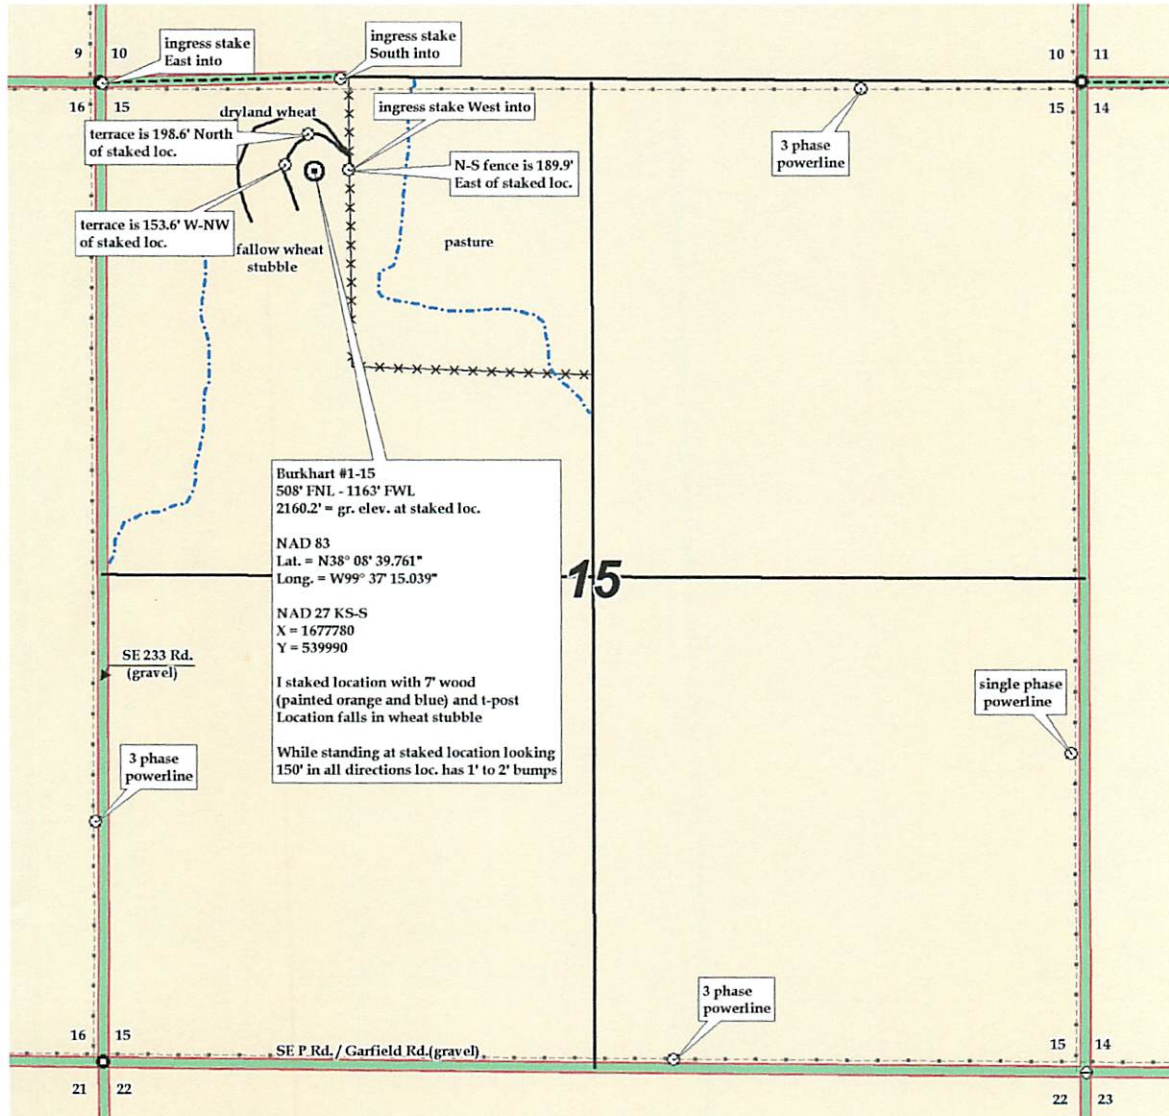 9 10
ingress stake
East into
ingress stake
South into
10 11
16 15
dryland wheat
ingress stake West into
15 14
terrace is 198.6' North
of staked loc.
3 phase
powerline
N-S fence is 189.9'
East of staked loc.
terrace is 153.6' W-NW
of staked loc.
fallow wheat
stubble
pasture
Burkhart #1-15
508' FNL - 1163' FWL
2160.2' = gr. elev. at staked loc.
NAD 83
Lat. = N38° 08' 39.761"
Long. = W99° 37' 15.039"
NAD 27 KS-S
X = 1677780
Y = 539990
I staked location with 7' wood
(painted orange and blue) and t-post
Location falls in wheat stubble
While standing at staked location looking
150' in all directions loc. has 1' to 2' bumps
15
SE 233 Rd.
(gravel)
single phase
powerline
3 phase
powerline
3 phase
powerline
16 15
SE P Rd. / Garfield Rd.(gravel)
15 14
21 22
22 23